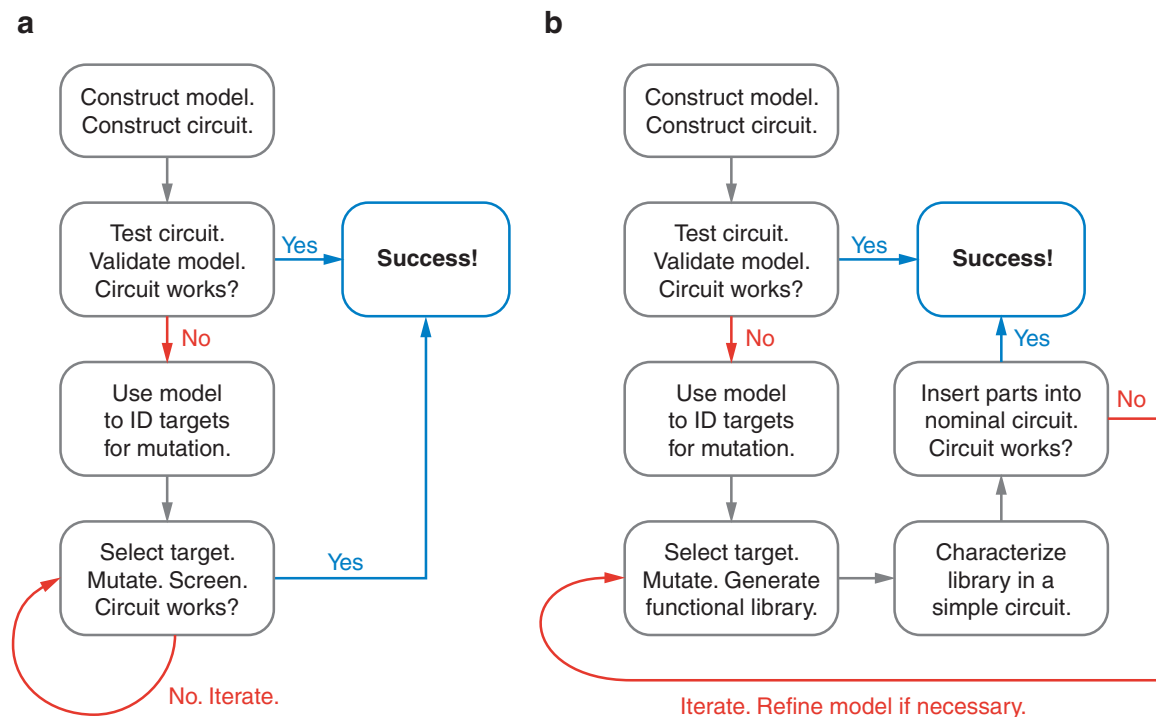 a
Construct model.
Construct circuit.
Test circuit.
Validate model.
Circuit works?
Yes
Success!
No
Use model
to ID targets
for mutation.
Select target.
Mutate. Screen.
Circuit works?
Yes
No. Iterate.
b
Construct model.
Construct circuit.
Test circuit.
Validate model.
Circuit works?
Yes
Success!
No
Yes
Use model
to ID targets
for mutation.
Insert parts into
nominal circuit.
Circuit works?
No
Select target.
Mutate. Generate
functional library.
Characterize
library in a
simple circuit.
Iterate. Refine model if necessary.